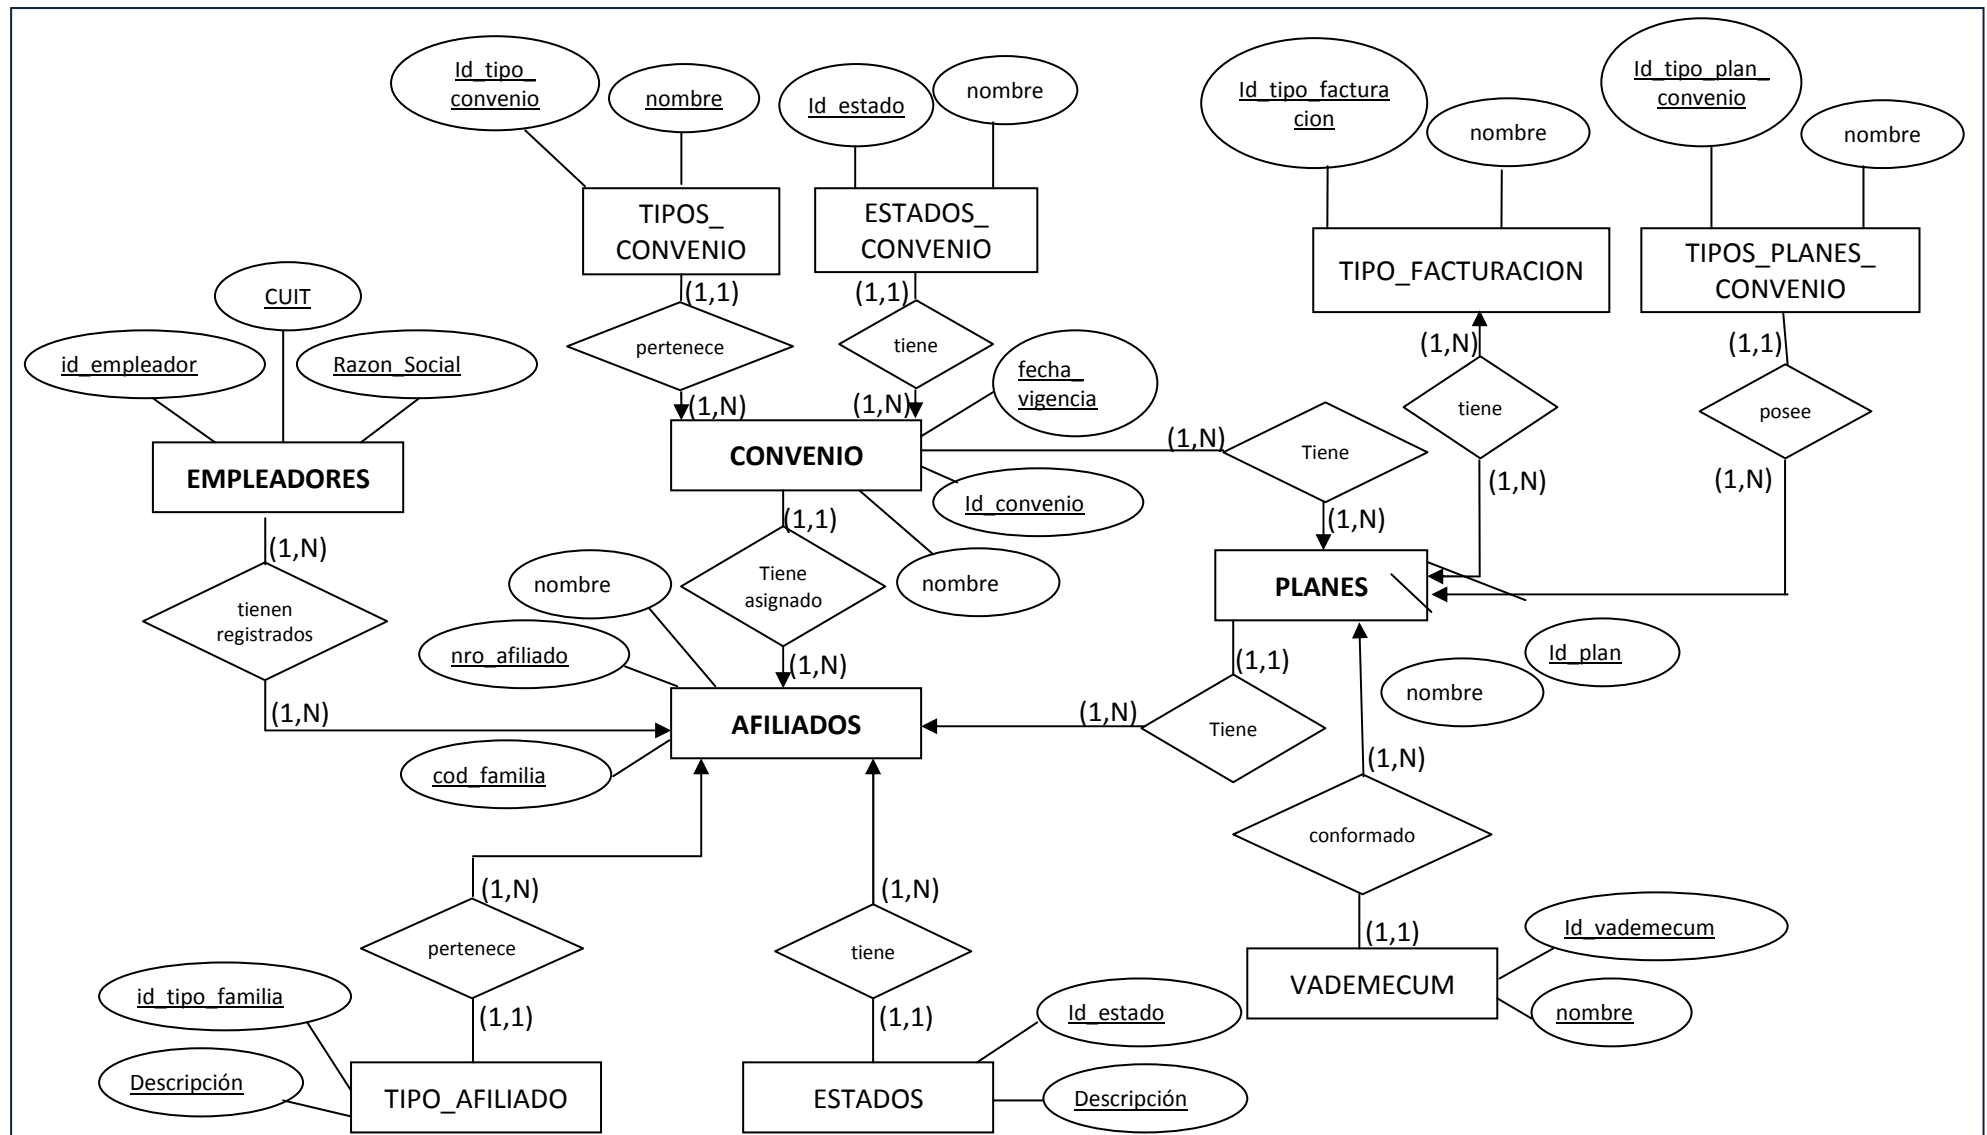 Id_tipo_
convenio
nombre
Id_estado
nombre
Id_tipo_factura
cion
nombre
Id_tipo_plan_
convenio
nombre
TIPOS_
CONVENIO
ESTADOS_
CONVENIO
TIPO_FACTURACION
TIPOS_PLANES_
CONVENIO
CUIT
id_empleador
Razon_Social
(1,1)
(1,1)
pertenece
tiene
(1,N)
(1,1)
fecha_
vigencia
tiene
posee
(1,N)
(1,N)
(1,N)
Tiene
EMPLEADORES
CONVENIO
Id_convenio
(1,N)
(1,N)
(1,1)
(1,N)
(1,N)
nombre
Tiene
asignado
nombre
PLANES
tienen
registrados
nro_afiliado
(1,N)
(1,1)
Id_plan
nombre
(1,N)
(1,N)
AFILIADOS
Tiene
cod_familia
(1,N)
conformado
(1,N)
(1,N)
pertenece
tiene
(1,1)
Id_vademecum
VADEMECUM
nombre
id_tipo_familia
(1,1)
(1,1)
Id_estado
Descripción
TIPO_AFILIADO
ESTADOS
Descripción